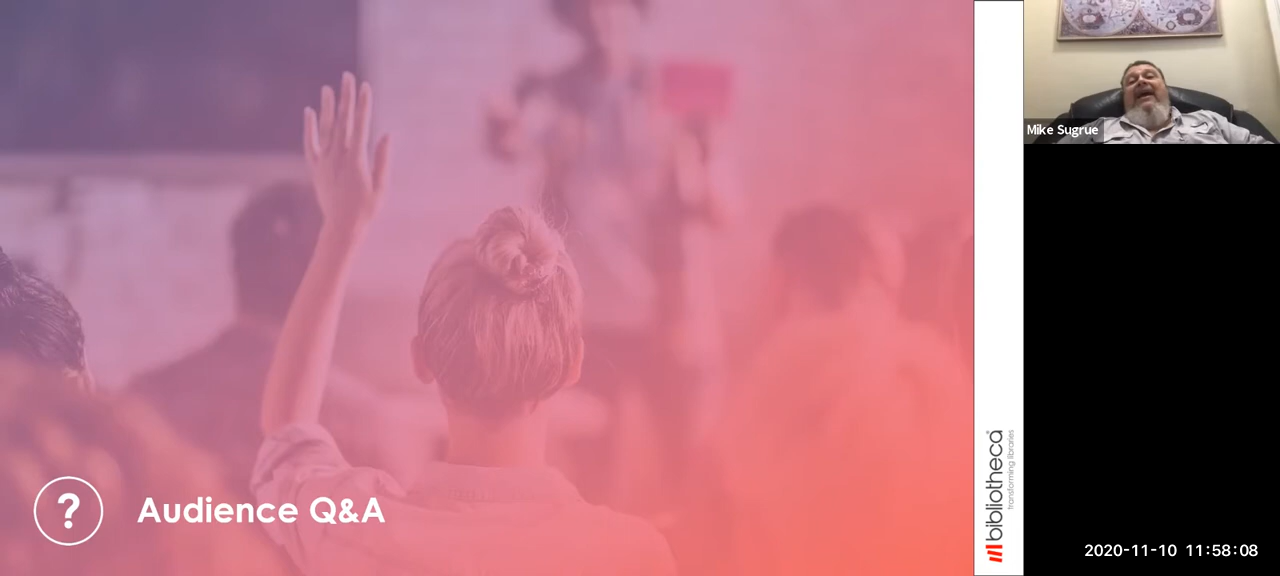 ? Audience Q&A
bibliotheca
transforming libraries
Mike Sugrue
2020-11-10 11:58:08